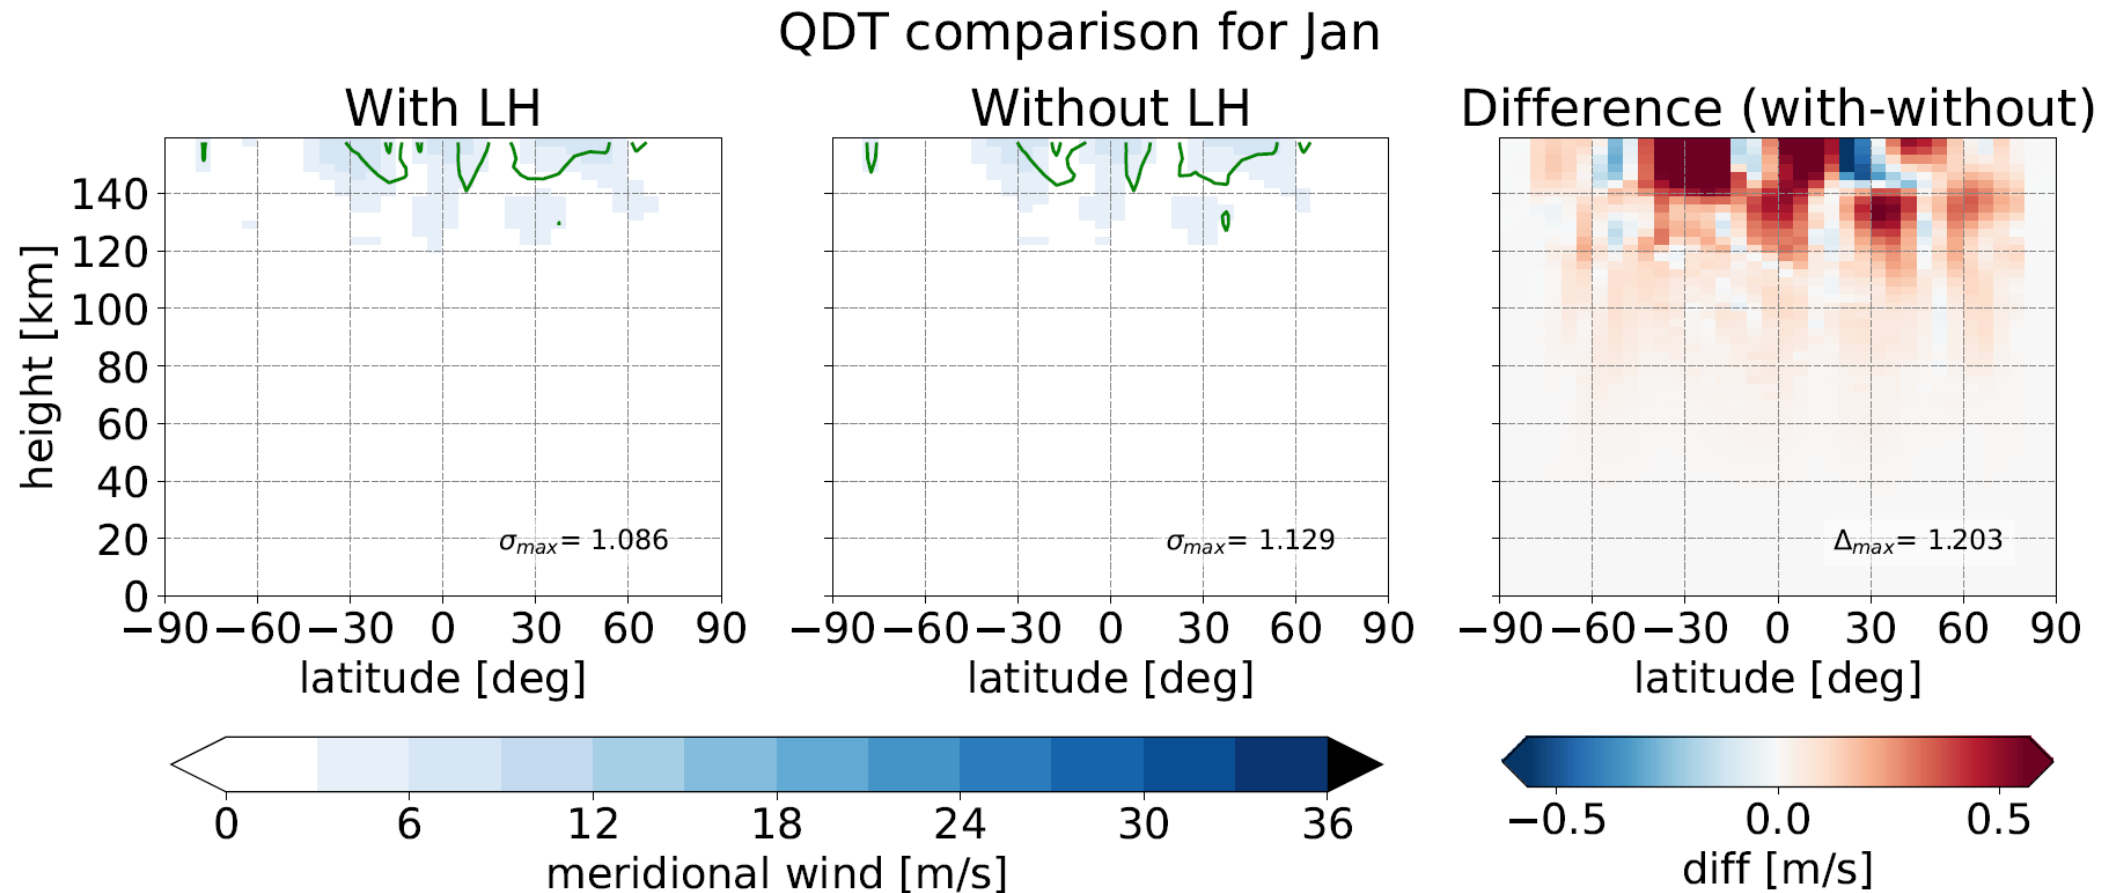 QDT comparison for Jan
With LH
Without LH
Difference (with-without)
height [km]
140
120
100
80
60
40
20
0
σmax= 1.086
σmax= 1.129
Δmax= 1.203
−90 −60 −30 0 30 60 90
−90 −60 −30 0 30 60 90
−90 −60 −30 0 30 60 90
latitude [deg]
latitude [deg]
latitude [deg]
0 6 12 18 24 30 36
−0.5 0.0 0.5
meridional wind [m/s]
diff [m/s]